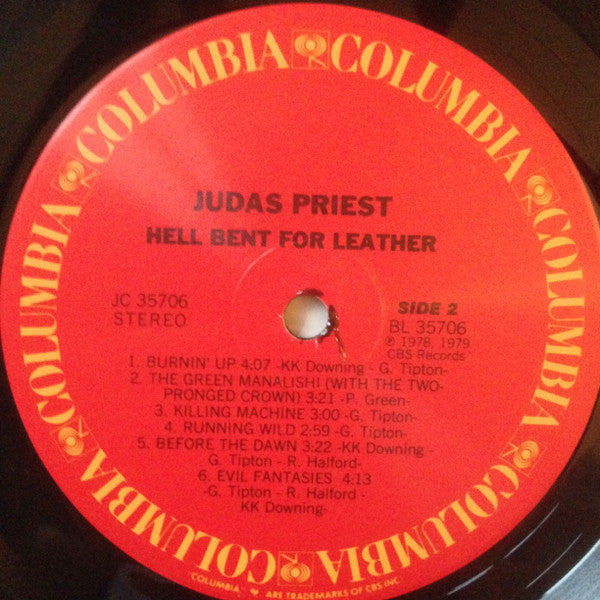 COLUMBIA COLUMBIA COLUMBIA COLUMBIA COLUMBIA COLUMBIA
JUDAS PRIEST
HELL BENT FOR LEATHER
JC 35706
STEREO
SIDE 2
BL 35706
℗ 1978, 1979
CBS Records
1. BURNIN' UP 4:07 -KK Downing - G. Tipton-
2. THE GREEN MANALISHI (WITH THE TWO-
PRONGED CROWN) 3:21 -P. Green-
3. KILLING MACHINE 3:00 -G. Tipton-
4. RUNNING WILD 2:59 -G. Tipton-
5. BEFORE THE DAWN 3:22 -KK Downing -
G. Tipton - R. Halford-
6. EVIL FANTASIES 4:13
-G. Tipton - R. Halford -
KK Downing-
"COLUMBIA," ARE TRADEMARKS OF CBS INC.